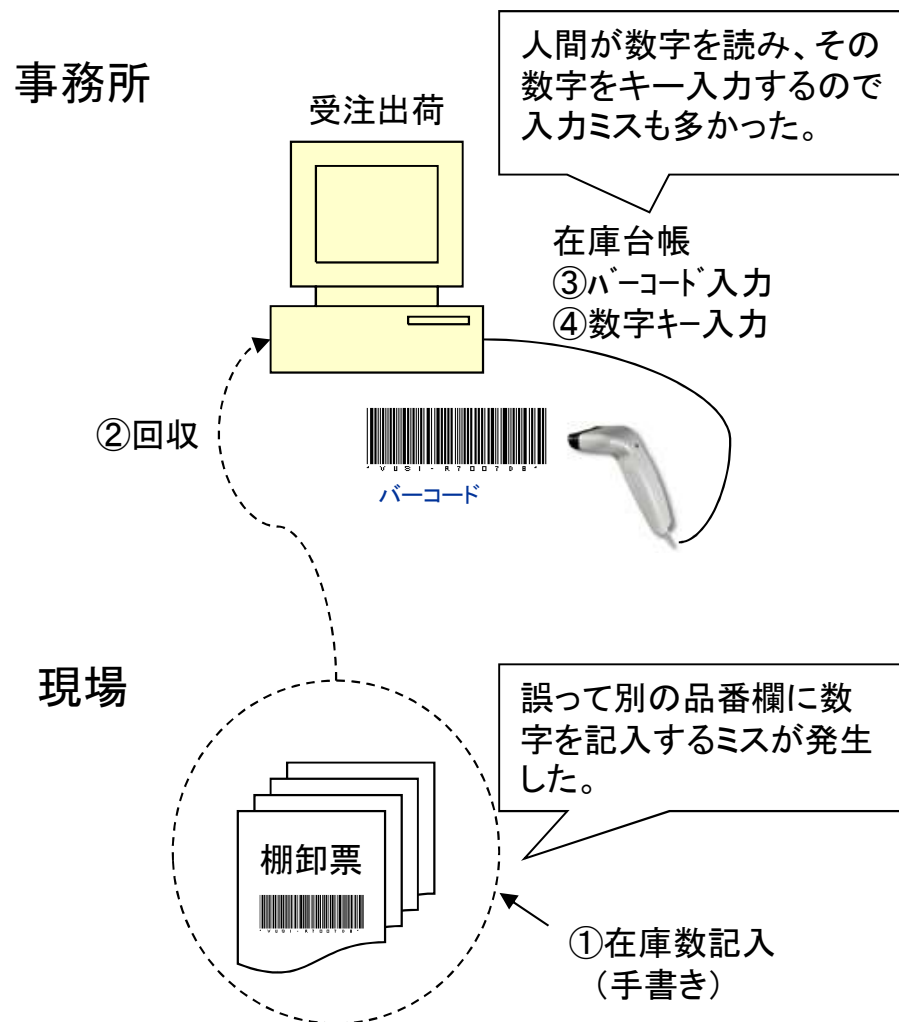 人間が数字を読み、その
数字をキー入力するので
入力ミスも多かった。
事務所
受注出荷
在庫台帳
③バーコード入力
④数字キー入力
②回収
バーコード
現場
誤って別の品番欄に数
字を記入するミスが発生
した。
棚卸票
①在庫数記入
(手書き)